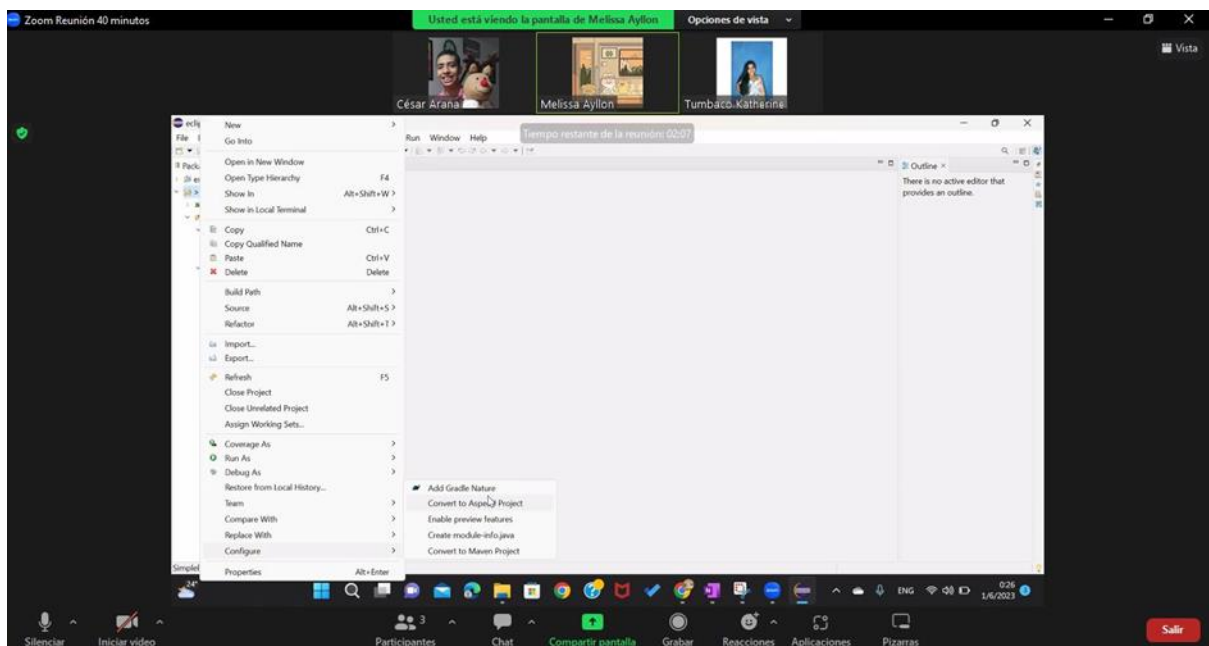 Zoom Reunión 40 minutos
Usted está viendo la pantalla de Melissa Ayllon
Opciones de vista
Vista
César Arana
Melissa Ayllon
Tumbaco Katherine
Tiempo restante de la reunión: 02:07
File
Run Window Help
New
Go Into
Open in New Window
Open Type Hierarchy F4
Show In Alt+Shift+W
Show in Local Terminal
Copy Ctrl+C
Copy Qualified Name
Paste Ctrl+V
Delete Delete
Build Path
Source Alt+Shift+S
Refactor Alt+Shift+T
Import...
Export...
Refresh F5
Close Project
Close Unrelated Project
Assign Working Sets...
Coverage As
Run As
Debug As
Restore from Local History...
Team
Compare With
Replace With
Configure
Properties Alt+Enter
Add Gradle Nature
Convert to AspectJ Project
Enable preview features
Create module-info.java
Convert to Maven Project
Outline
There is no active editor that
provides an outline.
24°
ENG
0:26
1/6/2023
Silenciar
Iniciar video
Participantes
3
Chat
Compartir pantalla
Grabar
Reacciones
Aplicaciones
Pizarras
Salir